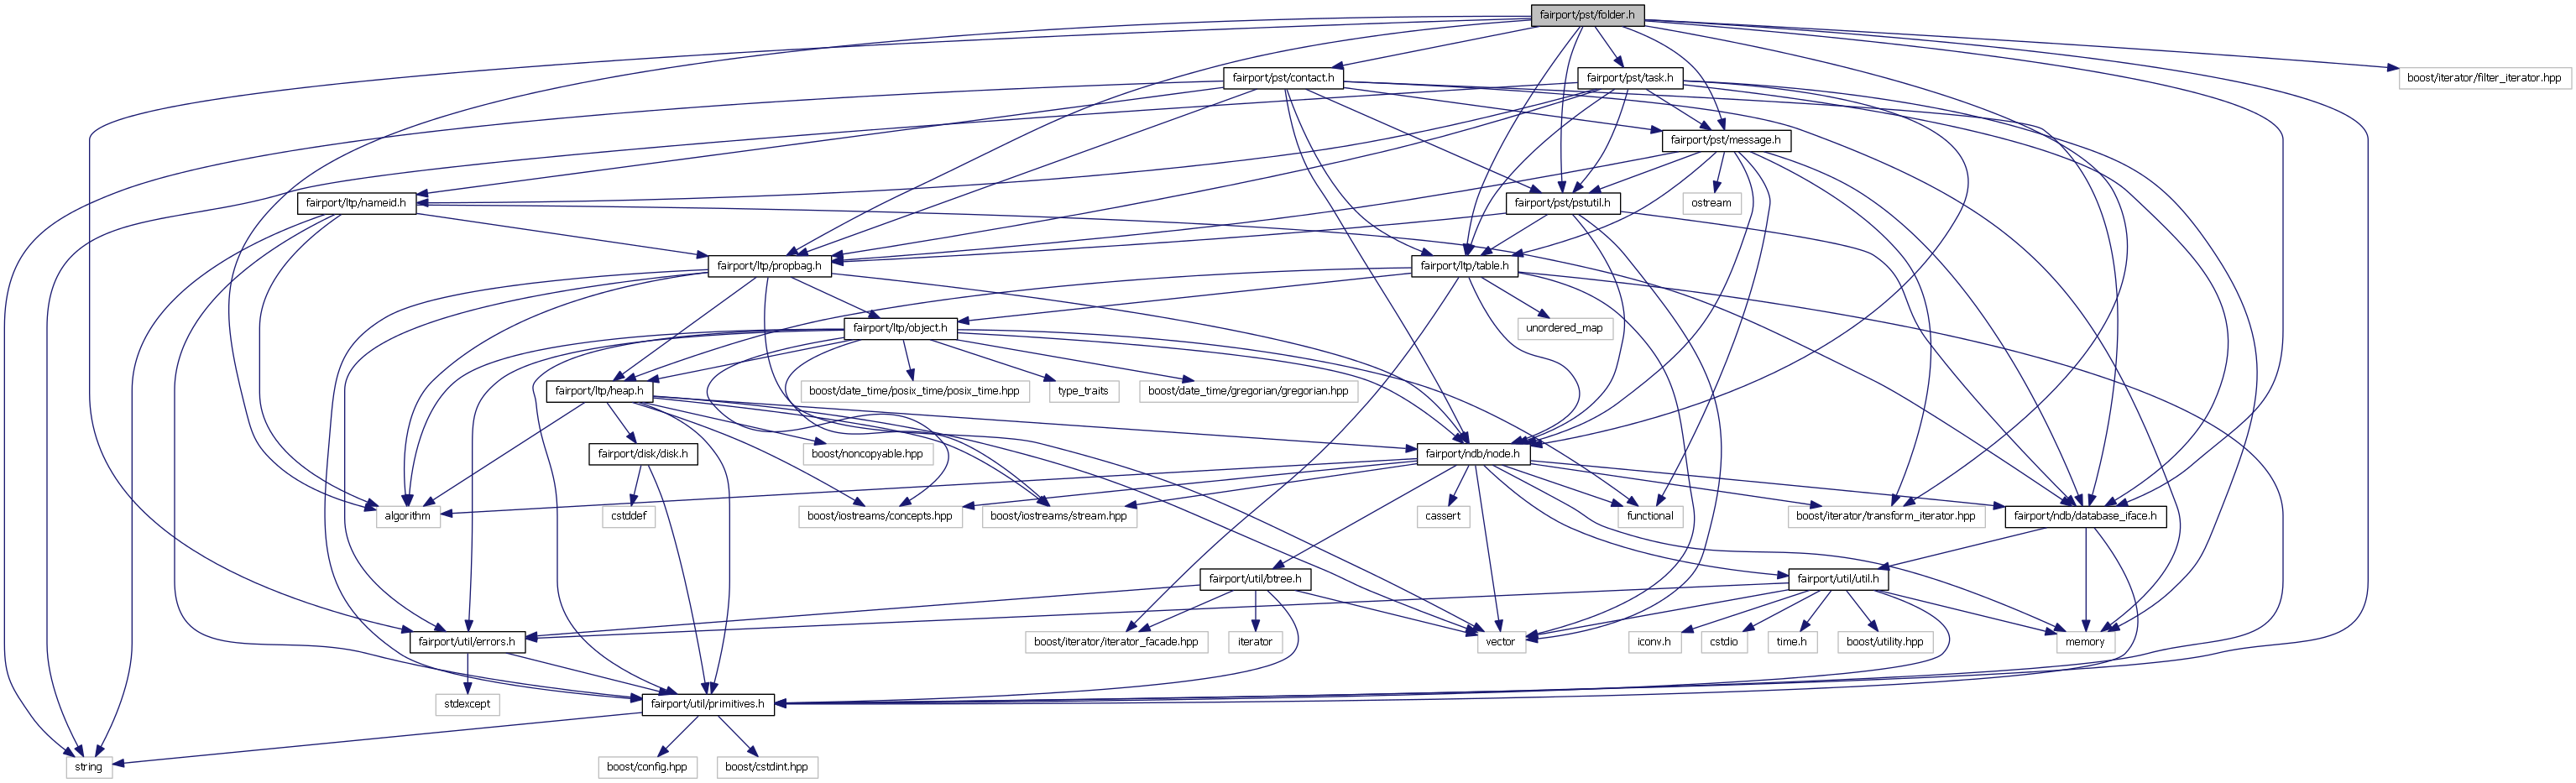 fairport/pst/folder.h
fairport/pst/contact.h
fairport/pst/task.h
boost/iterator/filter_iterator.hpp
fairport/pst/message.h
fairport/ltp/nameid.h
fairport/pst/pstutil.h
ostream
fairport/ltp/propbag.h
fairport/ltp/table.h
fairport/ltp/object.h
unordered_map
fairport/ltp/heap.h
boost/date_time/posix_time/posix_time.hpp
type_traits
boost/date_time/gregorian/gregorian.hpp
fairport/disk/disk.h
boost/noncopyable.hpp
fairport/ndb/node.h
algorithm
cstddef
boost/iostreams/concepts.hpp
boost/iostreams/stream.hpp
cassert
functional
boost/iterator/transform_iterator.hpp
fairport/ndb/database_iface.h
fairport/util/btree.h
fairport/util/util.h
fairport/util/errors.h
boost/iterator/iterator_facade.hpp
iterator
vector
iconv.h
cstdio
time.h
boost/utility.hpp
memory
stdexcept
fairport/util/primitives.h
string
boost/config.hpp
boost/cstdint.hpp